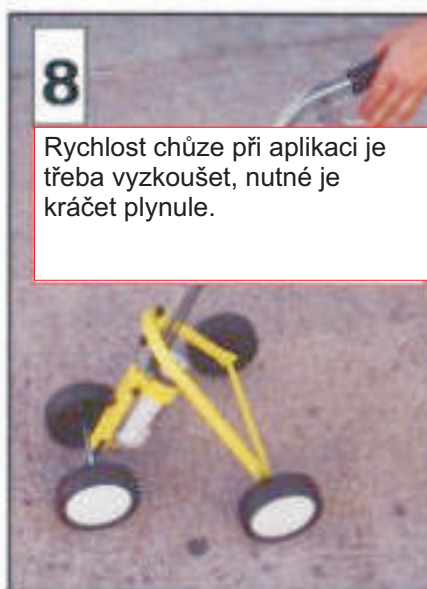 8
Rychlost chůze při aplikaci je
třeba vyzkoušet, nutné je
kráčet plynule.